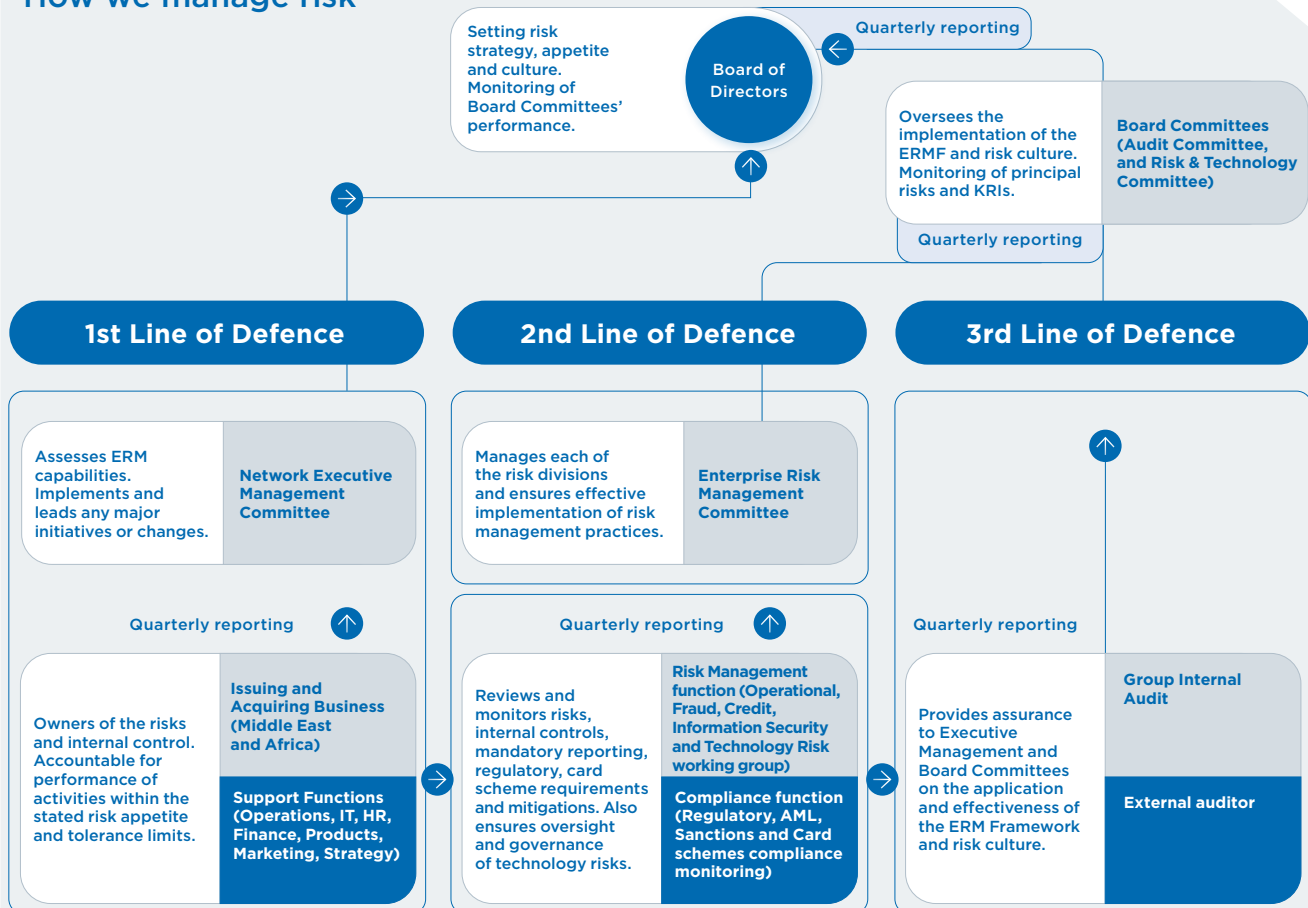 How we manage risk
Setting risk
strategy, appetite
and culture.
Monitoring of
Board Committees’
performance.
Board of
Directors
Quarterly reporting
Oversees the
implementation of the
ERMF and risk culture.
Monitoring of principal
risks and KRIs.
Board Committees
(Audit Committee,
and Risk & Technology
Committee)
Quarterly reporting
1st Line of Defence
2nd Line of Defence
3rd Line of Defence
Assesses ERM
capabilities.
Implements and
leads any major
initiatives or changes.
Network Executive
Management
Committee
Manages each of
the risk divisions
and ensures effective
implementation of risk
management practices.
Enterprise Risk
Management
Committee
Quarterly reporting
Quarterly reporting
Quarterly reporting
Owners of the risks
and internal control.
Accountable for
performance of
activities within the
stated risk appetite
and tolerance limits.
Issuing and
Acquiring Business
(Middle East
and Africa)
Support Functions
(Operations, IT, HR,
Finance, Products,
Marketing, Strategy)
Reviews and
monitors risks,
internal controls,
mandatory reporting,
regulatory, card
scheme requirements
and mitigations. Also
ensures oversight
and governance
of technology risks.
Risk Management
function (Operational,
Fraud, Credit,
Information Security
and Technology Risk
working group)
Compliance function
(Regulatory, AML,
Sanctions and Card
schemes compliance
monitoring)
Provides assurance
to Executive
Management and
Board Committees
on the application
and effectiveness of
the ERM Framework
and risk culture.
Group Internal
Audit
External auditor